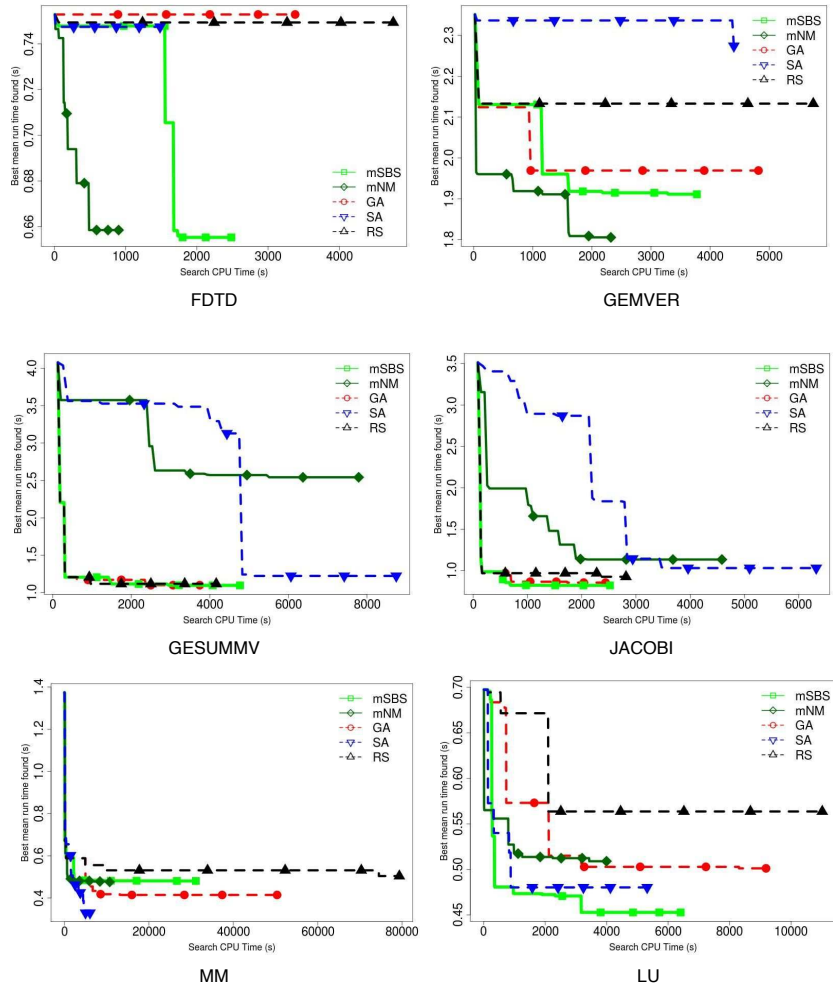 Best mean run time found (s)
0.74
0.72
0.70
0.68
0.66
mSBS
mNM
GA
SA
RS
0 1000 2000 3000 4000
Search CPU Time (s)
FDTD
Best mean run time found (s)
2.3
2.2
2.1
2.0
1.9
1.8
mSBS
mNM
GA
SA
RS
0 1000 2000 3000 4000 5000
Search CPU Time (s)
GEMVER
Best mean run time found (s)
4.0
3.5
3.0
2.5
2.0
1.5
1.0
mSBS
mNM
GA
SA
RS
0 2000 4000 6000 8000
Search CPU Time (s)
GESUMMV
Best mean run time found (s)
3.5
3.0
2.5
2.0
1.5
1.0
mSBS
mNM
GA
SA
RS
0 1000 2000 3000 4000 5000 6000
Search CPU Time (s)
JACOBI
Best mean run time found (s)
1.4
1.2
1.0
0.8
0.6
0.4
mSBS
mNM
GA
SA
RS
0 20000 40000 60000 80000
Search CPU Time (s)
MM
Best mean run time found (s)
0.70
0.65
0.60
0.55
0.50
0.45
mSBS
mNM
GA
SA
RS
0 2000 4000 6000 8000 10000
Search CPU Time (s)
LU